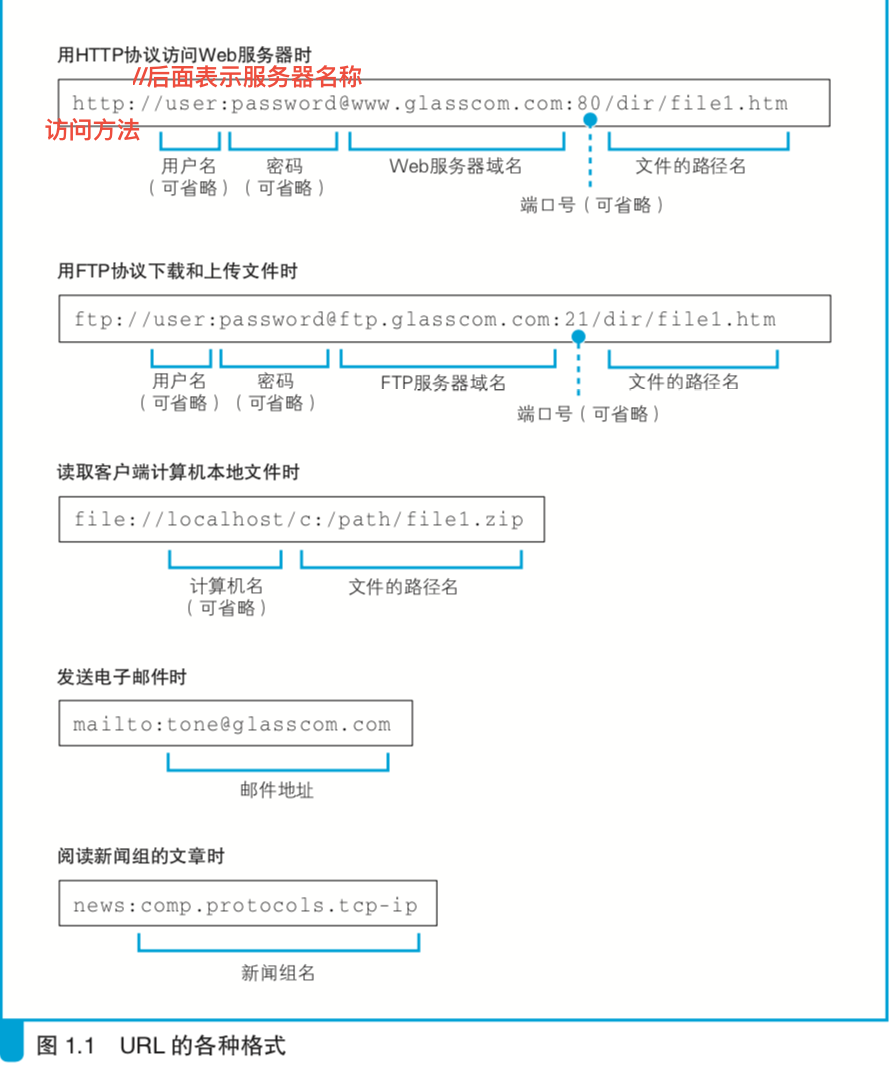 用HTTP协议访问Web服务器时
//后面表示服务器名称
http://user:password@www.glasscom.com:80/dir/file1.htm
访问方法
用户名 密码 Web服务器域名 文件的路径名
（可省略）（可省略）
端口号（可省略）
用FTP协议下载和上传文件时
ftp://user:password@ftp.glasscom.com:21/dir/file1.htm
用户名 密码 FTP服务器域名 文件的路径名
（可省略）（可省略）
端口号（可省略）
读取客户端计算机本地文件时
file://localhost/c:/path/file1.zip
计算机名 文件的路径名
（可省略）
发送电子邮件时
mailto:tone@glasscom.com
邮件地址
阅读新闻组的文章时
news:comp.protocols.tcp-ip
新闻组名
图 1.1 URL 的各种格式